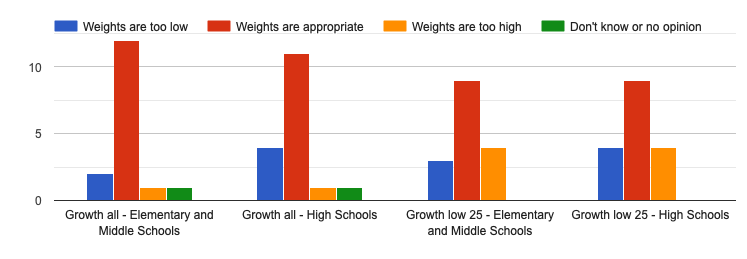 Weights are too low Weights are appropriate Weights are too high Don't know or no opinion
10
5
0
Growth all - Elementary and Middle Schools
Growth all - High Schools
Growth low 25 - Elementary and Middle Schools
Growth low 25 - High Schools